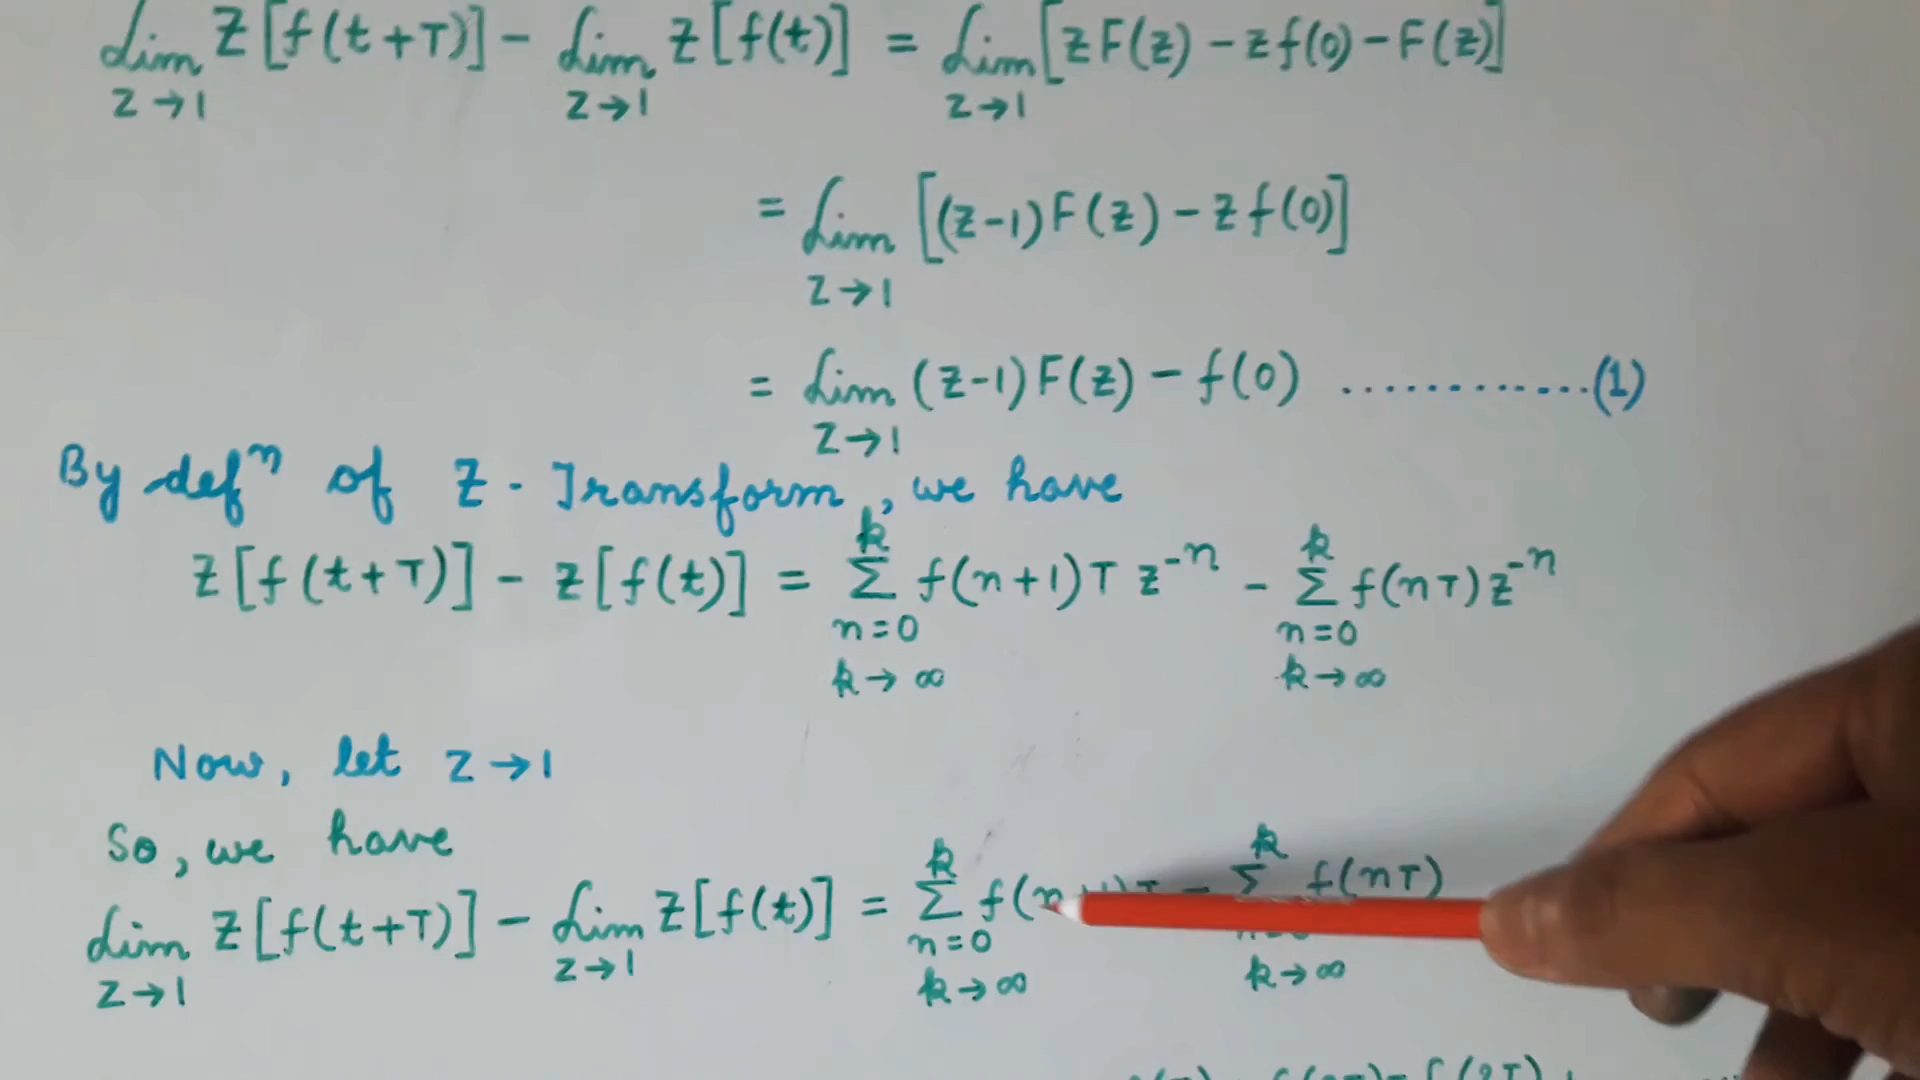 Lim Z[f(t+T)] - Lim Z[f(t)] = Lim [zF(z) - zf(0) - F(z)]
z→1 z→1 z→1
= Lim [(z-1)F(z) - zf(0)]
z→1
= Lim (z-1)F(z) - f(0) .............(1)
z→1
By defⁿ of Z-Transform, we have
k k
Z[f(t+T)] - Z[f(t)] = Σ f(n+1)T z⁻ⁿ - Σ f(nT)z⁻ⁿ
n=0 n=0
k→∞ k→∞
Now, let z→1
So, we have
k k
Lim Z[f(t+T)] - Lim Z[f(t)] = Σ f(n+1)T - Σ f(nT)
z→1 z→1 n=0 n=0
k→∞ k→∞